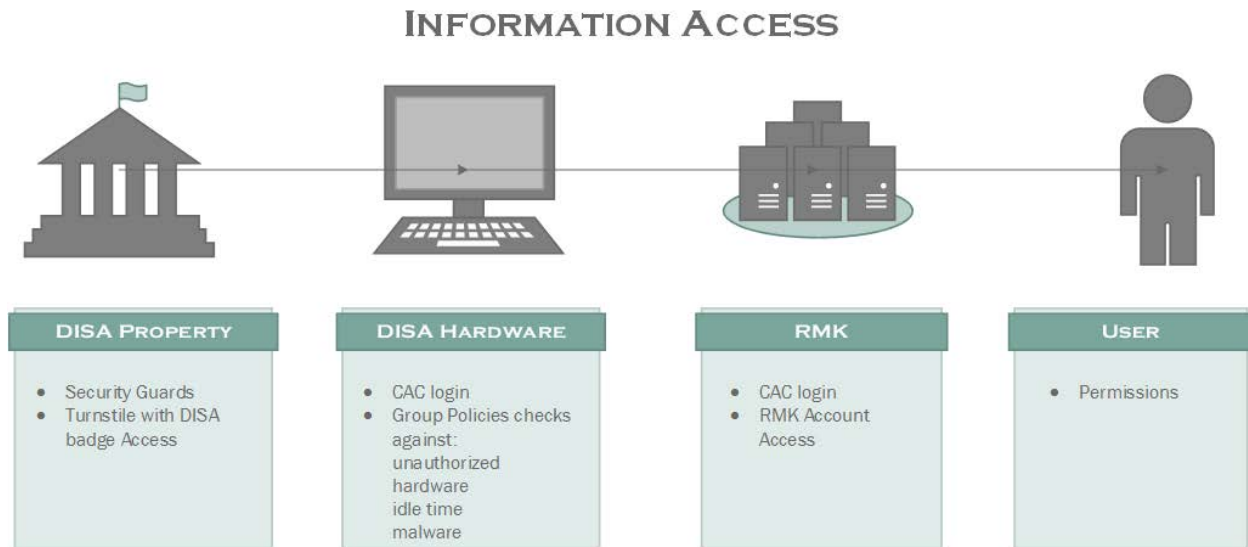 INFORMATION ACCESS
DISA PROPERTY
• Security Guards
• Turnstile with DISA
badge Access
DISA HARDWARE
• CAC login
• Group Policies checks
against:
unauthorized
hardware
idle time
malware
RMK
• CAC login
• RMK Account
Access
USER
• Permissions